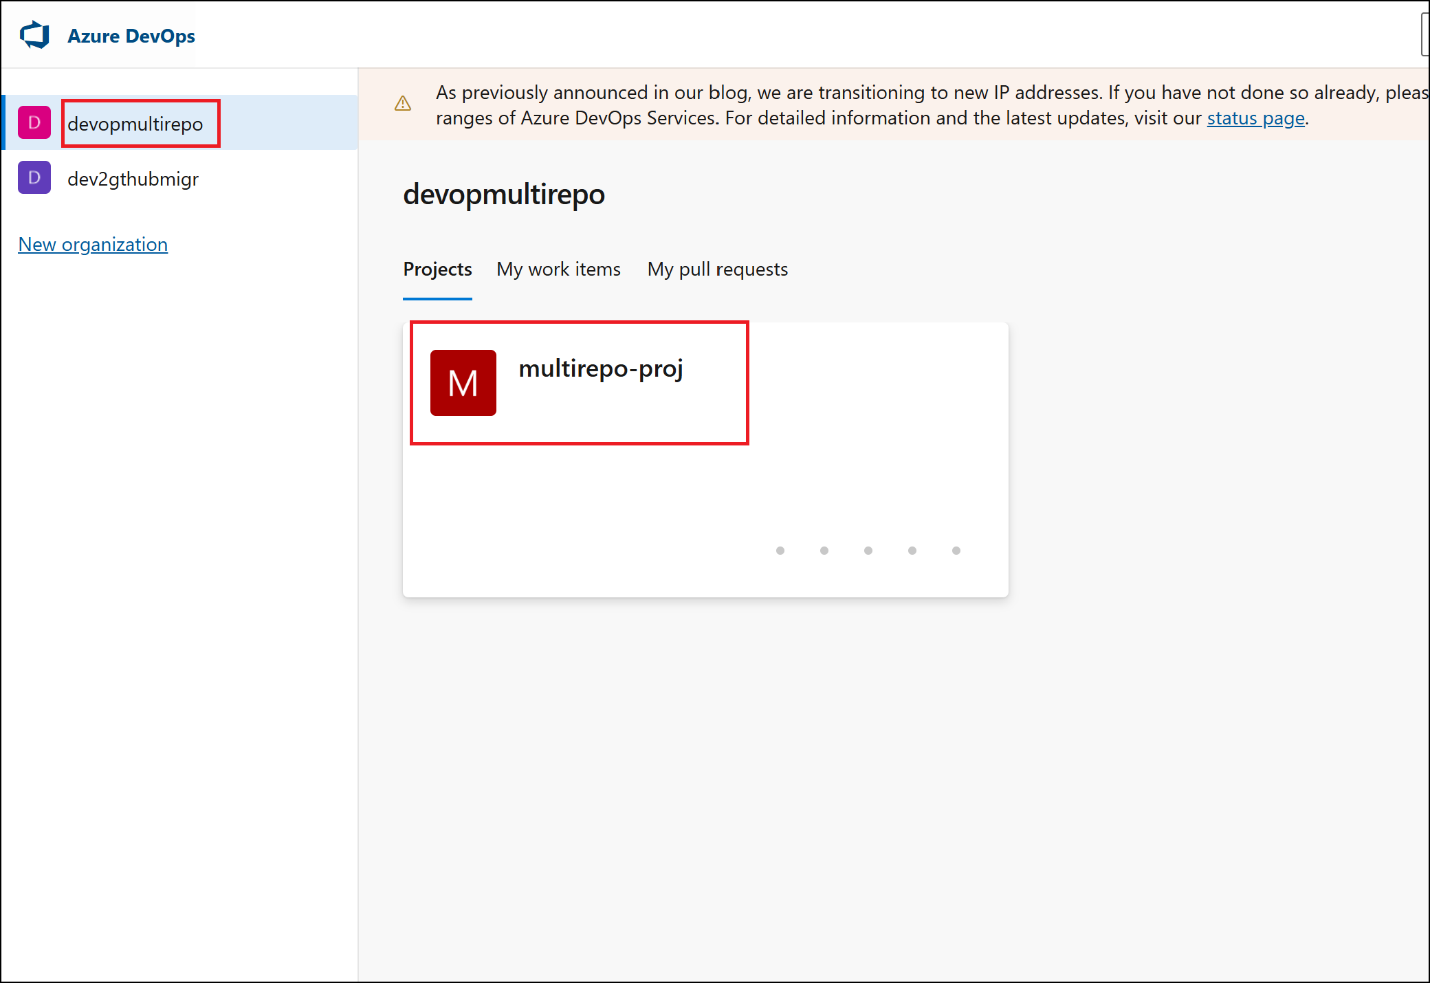 Azure DevOps
D
devopmultirepo
D
dev2gthubmigr
New organization
As previously announced in our blog, we are transitioning to new IP addresses. If you have not done so already,
ranges of Azure DevOps Services. For detailed information and the latest updates, visit our status page.
devopmultirepo
Projects My work items My pull requests
M
multirepo-proj